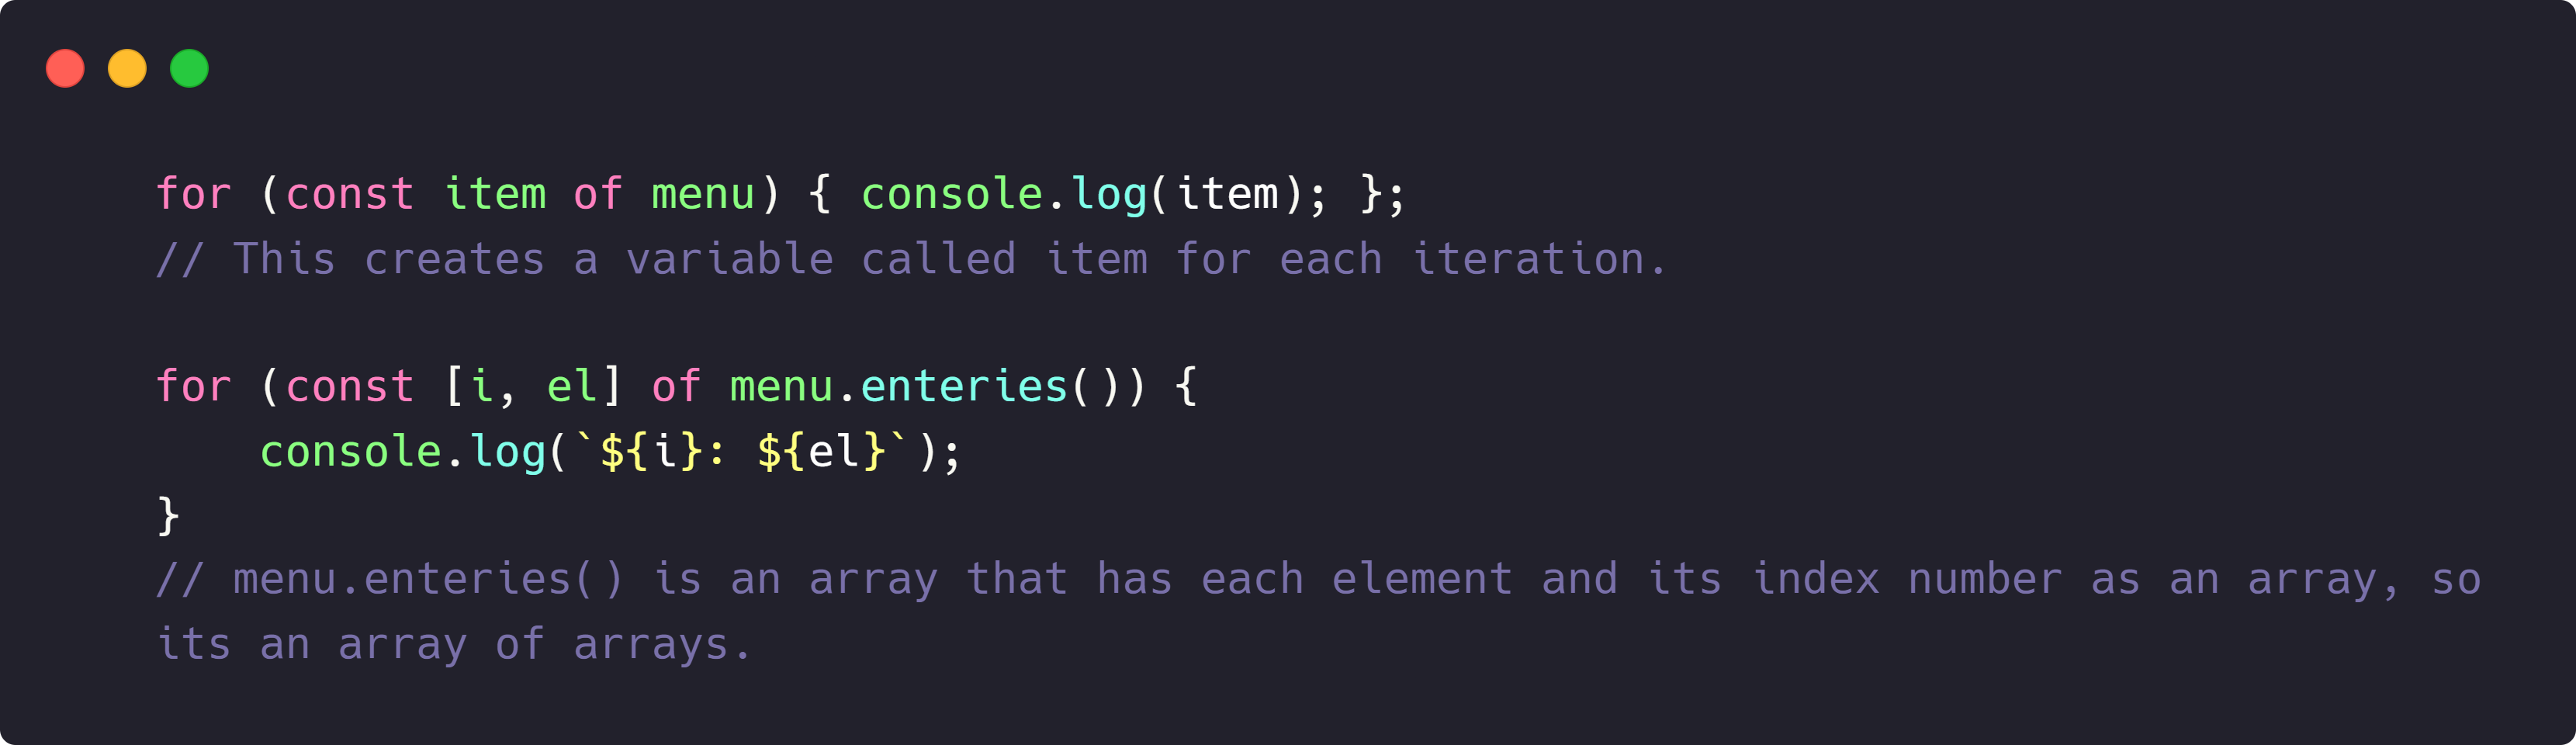 for (const item of menu) { console.log(item); };
// This creates a variable called item for each iteration.
for (const [i, el] of menu.enteries()) {
    console.log(`${i}: ${el}`);
}
// menu.enteries() is an array that has each element and its index number as an array, so
its an array of arrays.